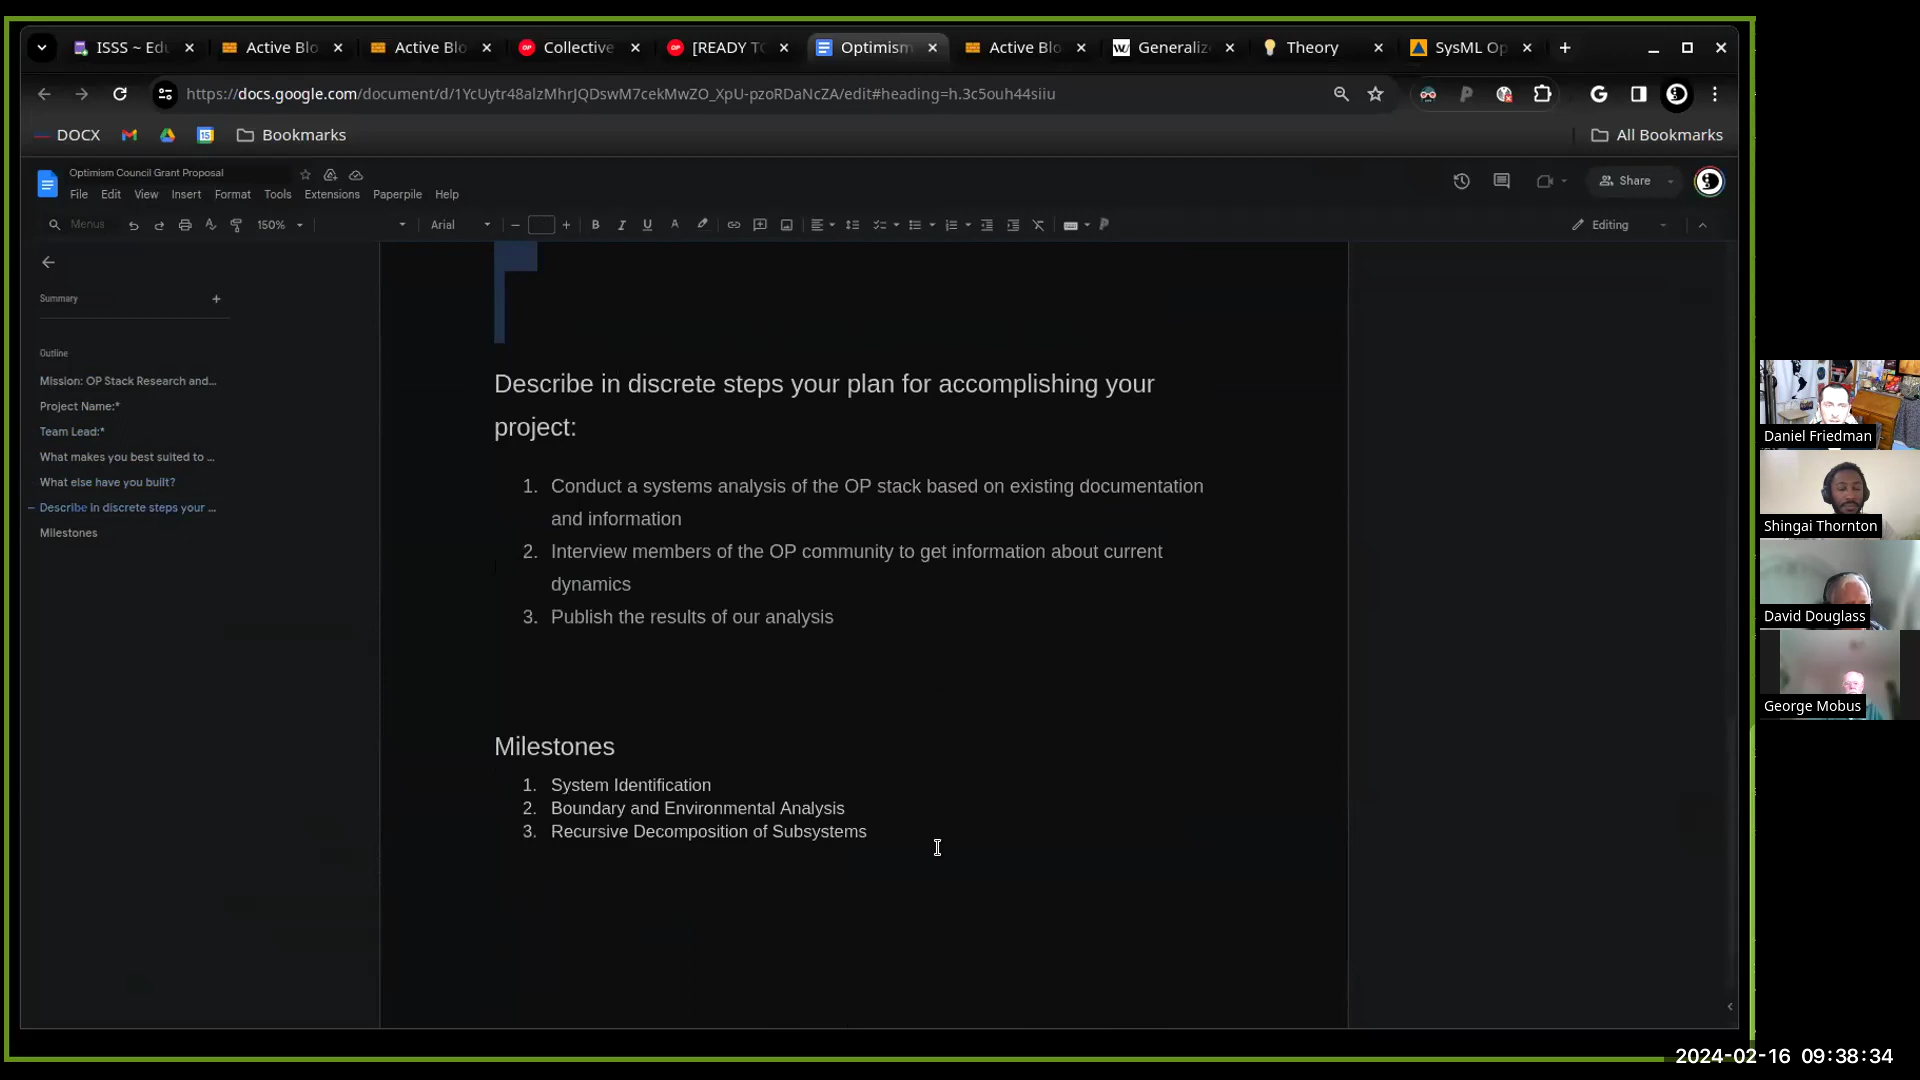 ISSS ~ Edu
Active Blo
Active Blo
Collective
[READY TO
Optimism
Active Blo
Generaliz
Theory
SysML Op
https://docs.google.com/document/d/1YcUytr48alzMhrJQDswM7cekMwZO_XpU-pzoRDaNcZA/edit#heading=h.3c5ouh44siiu
DOCX
Bookmarks
All Bookmarks
Optimism Council Grant Proposal
File Edit View Insert Format Tools Extensions Paperpile Help
Share
Menus
150%
Arial
Editing
Summary
Outline
Mission: OP Stack Research and...
Project Name:*
Team Lead:*
What makes you best suited to ...
What else have you built?
Describe in discrete steps your ...
Milestones
Describe in discrete steps your plan for accomplishing your
project:
1. Conduct a systems analysis of the OP stack based on existing documentation
and information
2. Interview members of the OP community to get information about current
dynamics
3. Publish the results of our analysis
Milestones
1. System Identification
2. Boundary and Environmental Analysis
3. Recursive Decomposition of Subsystems
Daniel Friedman
Shingai Thornton
David Douglass
George Mobus
2024-02-16 09:38:34